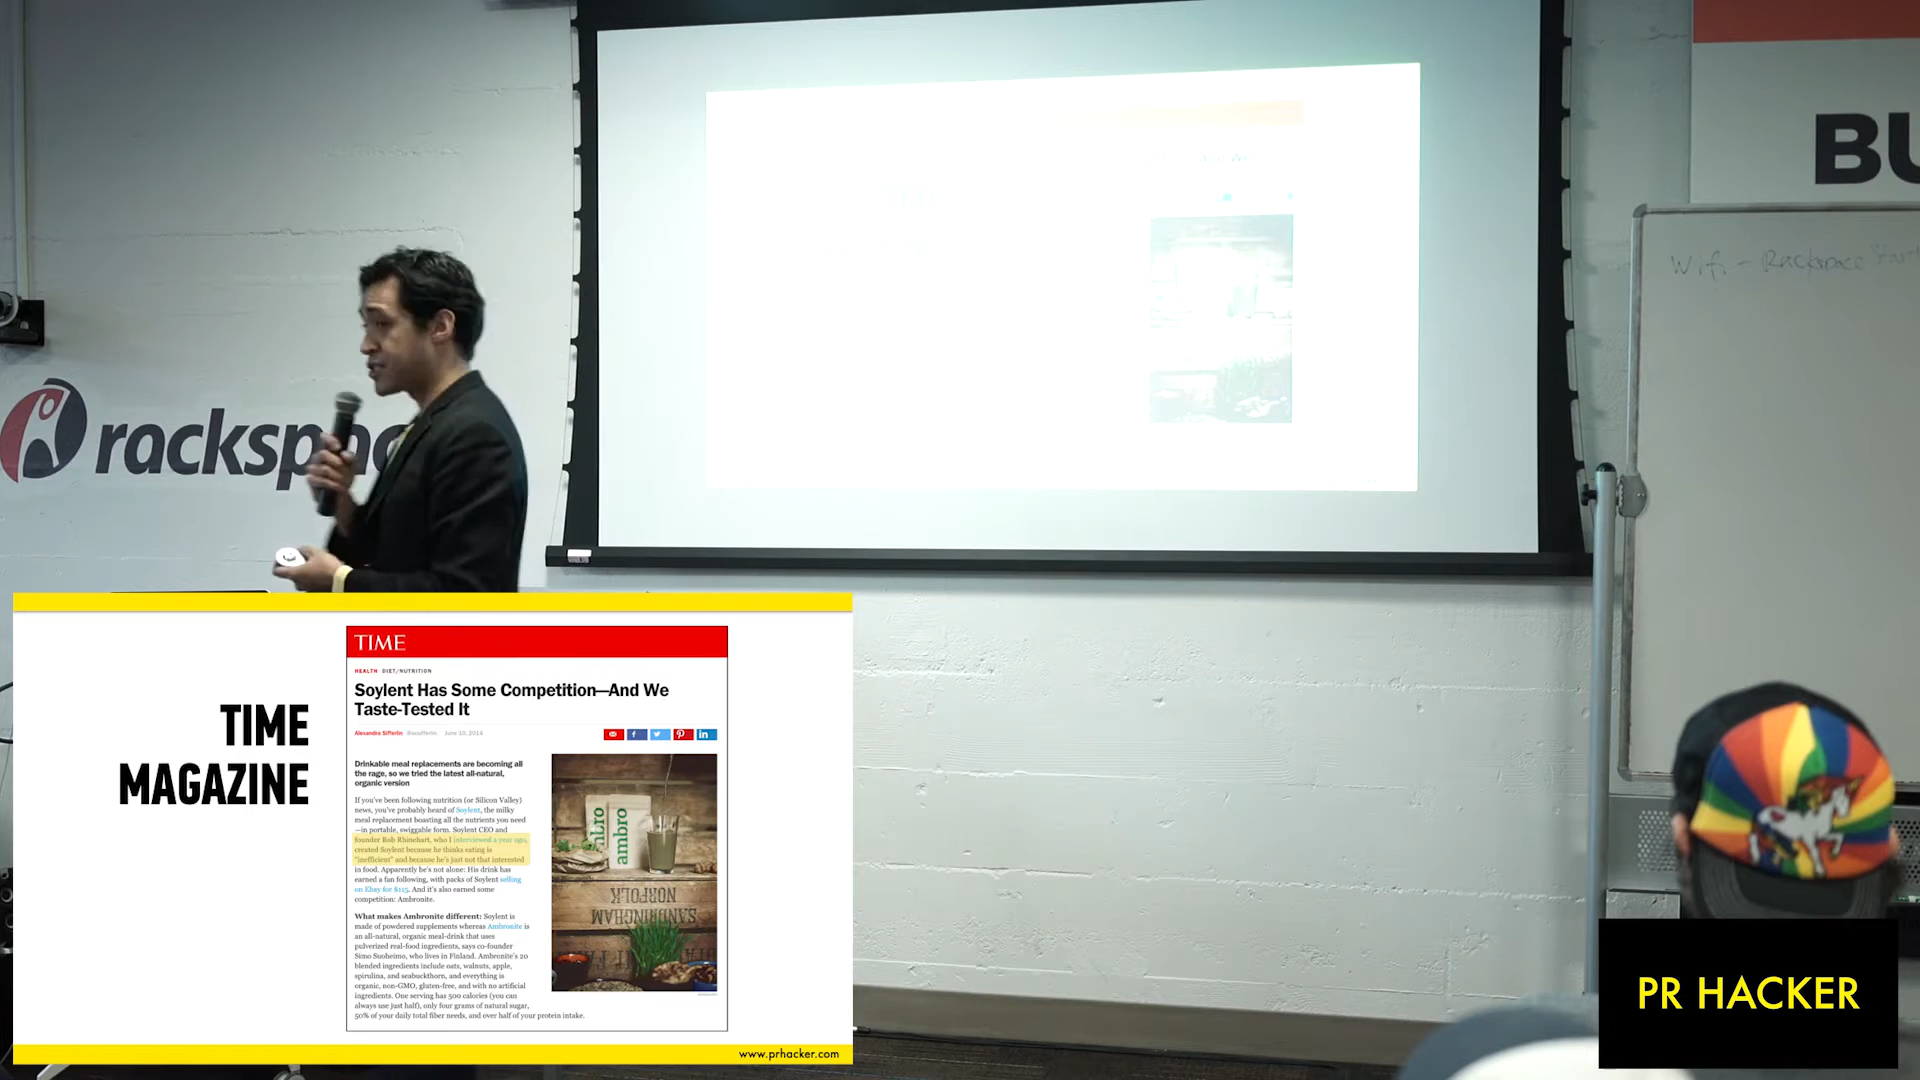 BU
Wifi - Rackspace
rackspac
TIME
MAGAZINE
TIME
HEALTH DIET/NUTRITION
Soylent Has Some Competition—And We
Taste-Tested It
Alexandra Sifferlin @acsifferlin June 10, 2014
Drinkable meal replacements are becoming all
the rage, so we tried the latest all-natural,
organic version
If you've been following nutrition (or Silicon Valley)
news, you've probably heard of Soylent, the milky
meal replacement boasting all the nutrients you need
—in portable, swiggable form. Soylent CEO and
founder Rob Rhinehart, who I interviewed a year ago,
created Soylent because he thinks eating is
"inefficient" and because he's just not that interested
in food. Apparently he's not alone: His drink has
earned a fan following, with packs of Soylent selling
on Ebay for $115. And it's also earned some
competition: Ambronite.
What makes Ambronite different: Soylent is
made of powdered supplements whereas Ambronite is
an all-natural, organic meal-drink that uses
pulverized real-food ingredients, says co-founder
Simo Suoheimo, who lives in Finland. Ambronite's 20
blended ingredients include oats, walnuts, apple,
spirulina, and seabuckthorn, and everything is
organic, non-GMO, gluten-free, and with no artificial
ingredients. One serving has 500 calories (you can
always use just half), only four grams of natural sugar,
50% of your daily total fiber needs, and over half of your protein intake.
ambro
ambro
NORFOLK
SANDRINGHAM
www.prhacker.com
PR HACKER